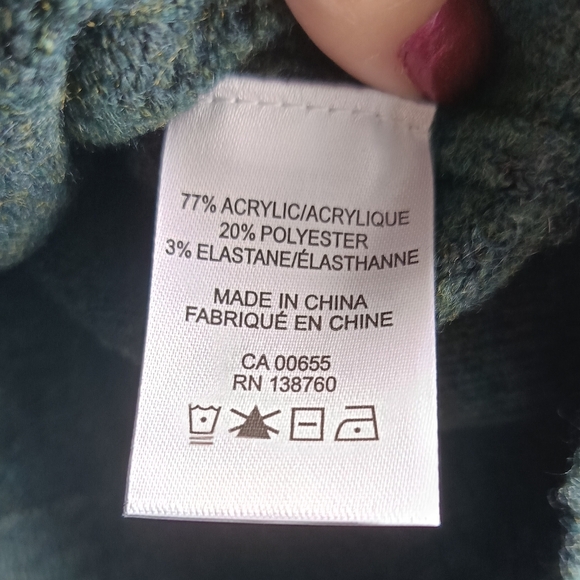 77% ACRYLIC/ACRYLIQUE
20% POLYESTER
3% ELASTANE/ÉLASTHANNE
MADE IN CHINA
FABRIQUÉ EN CHINE
CA 00655
RN 138760